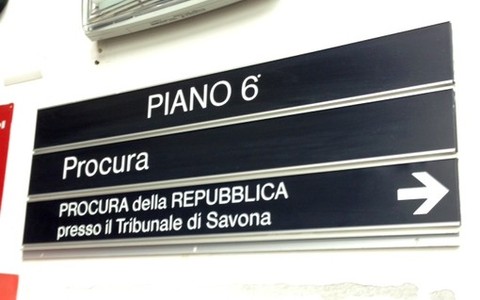 PIANO 6°
Procura
PROCURA della REPUBBLICA
presso il Tribunale di Savona